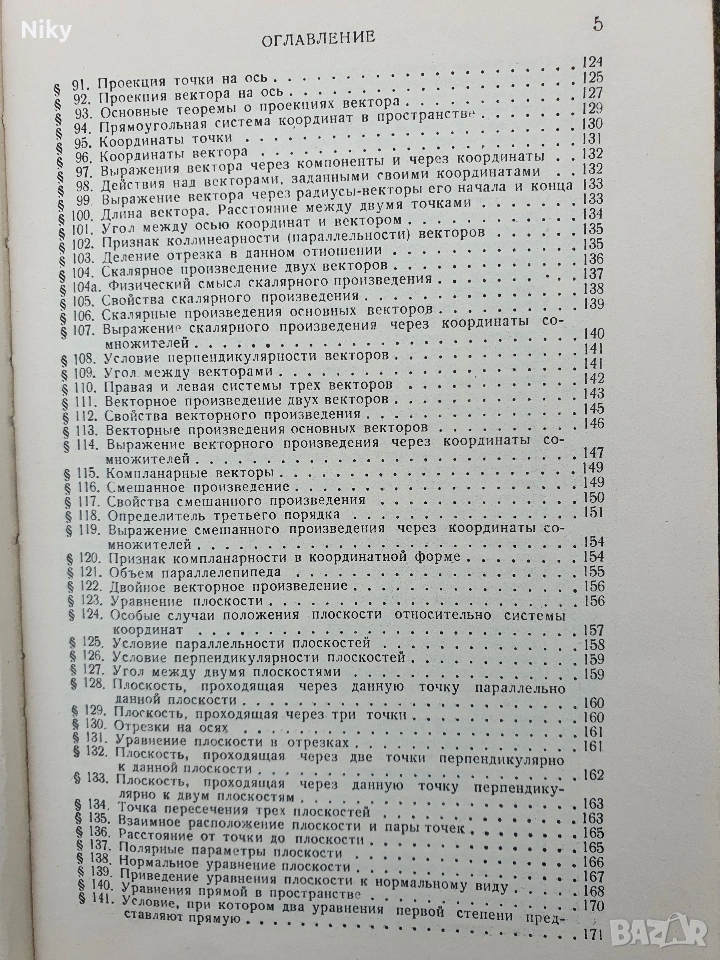 Niky
ОГЛАВЛЕНИЕ 5
§ 91. Проекция точки на ось . . . 124
§ 92. Проекция вектора на ось . . . 125
§ 93. Основные теоремы о проекциях вектора . . . 127
§ 94. Прямоугольная система координат в пространстве . . . 129
§ 95. Координаты точки . . . 130
§ 96. Координаты вектора . . . 131
§ 97. Выражения вектора через компоненты и через координаты . . . 132
§ 98. Действия над векторами, заданными своими координатами . . . 132
§ 99. Выражение вектора через радиусы-векторы его начала и конца 133
§ 100. Длина вектора. Расстояние между двумя точками . . . 133
§ 101. Угол между осью координат и вектором . . . 134
§ 102. Признак коллинеарности (параллельности) векторов . . . 135
§ 103. Деление отрезка в данном отношении . . . 135
§ 104. Скалярное произведение двух векторов . . . 136
§ 104а. Физический смысл скалярного произведения . . . 137
§ 105. Свойства скалярного произведения . . . 138
§ 106. Скалярные произведения основных векторов . . . 139
§ 107. Выражение скалярного произведения через координаты со-
множителей . . . 140
§ 108. Условие перпендикулярности векторов . . . 141
§ 109. Угол между векторами . . . 141
§ 110. Правая и левая системы трех векторов . . . 142
§ 111. Векторное произведение двух векторов . . . 143
§ 112. Свойства векторного произведения . . . 145
§ 113. Векторные произведения основных векторов . . . 146
§ 114. Выражение векторного произведения через координаты со-
множителей . . . 147
§ 115. Компланарные векторы . . . 149
§ 116. Смешанное произведение . . . 149
§ 117. Свойства смешанного произведения . . . 150
§ 118. Определитель третьего порядка . . . 151
§ 119. Выражение смешанного произведения через координаты со-
множителей . . . 154
§ 120. Признак компланарности в координатной форме . . . 154
§ 121. Объем параллелепипеда . . . 155
§ 122. Двойное векторное произведение . . . 156
§ 123. Уравнение плоскости . . . 156
§ 124. Особые случаи положения плоскости относительно системы
координат . . . 157
§ 125. Условие параллельности плоскостей . . . 158
§ 126. Условие перпендикулярности плоскостей . . . 159
§ 127. Угол между двумя плоскостями . . . 159
§ 128. Плоскость, проходящая через данную точку параллельно
данной плоскости . . . 160
§ 129. Плоскость, проходящая через три точки . . . 160
§ 130. Отрезки на осях . . . 161
§ 131. Уравнение плоскости в отрезках . . . 161
§ 132. Плоскость, проходящая через две точки перпендикулярно
к данной плоскости . . . 162
§ 133. Плоскость, проходящая через данную точку перпендику-
лярно к двум плоскостям . . . 163
§ 134. Точка пересечения трех плоскостей . . . 163
§ 135. Взаимное расположение плоскости и пары точек . . . 165
§ 136. Расстояние от точки до плоскости . . . 165
§ 137. Полярные параметры плоскости . . . 166
§ 138. Нормальное уравнение плоскости . . . 167
§ 139. Приведение уравнения плоскости к нормальному виду . . . 168
§ 140. Уравнения прямой в пространстве . . . 170
§ 141. Условие, при котором два уравнения первой степени пред-
ставляют прямую . . . 171
BAZAR